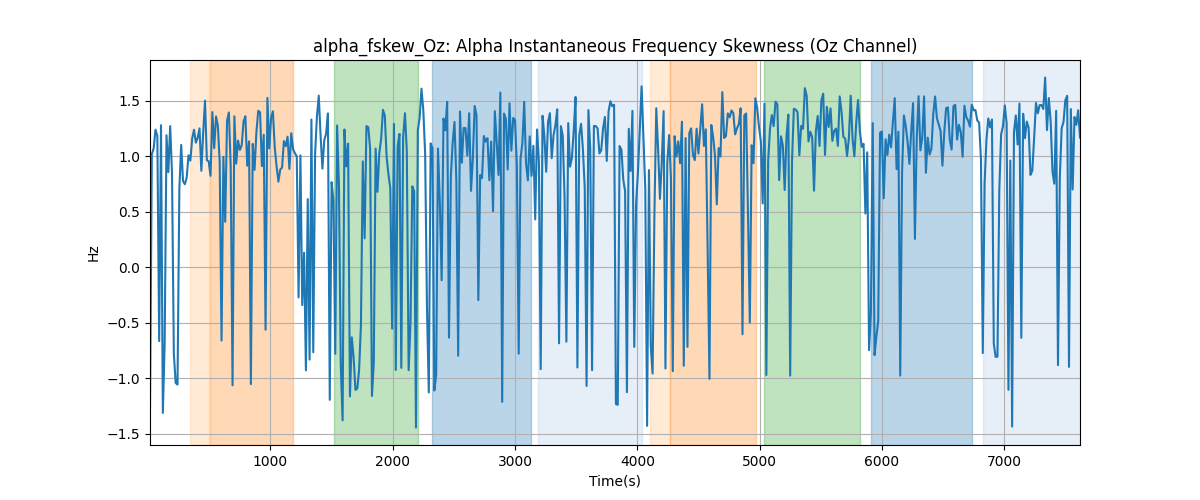 alpha_fskew_Oz: Alpha Instantaneous Frequency Skewness (Oz Channel)
1.5
1.0
0.5
0.0
−0.5
−1.0
−1.5
Hz
1000 2000 3000 4000 5000 6000 7000
Time(s)